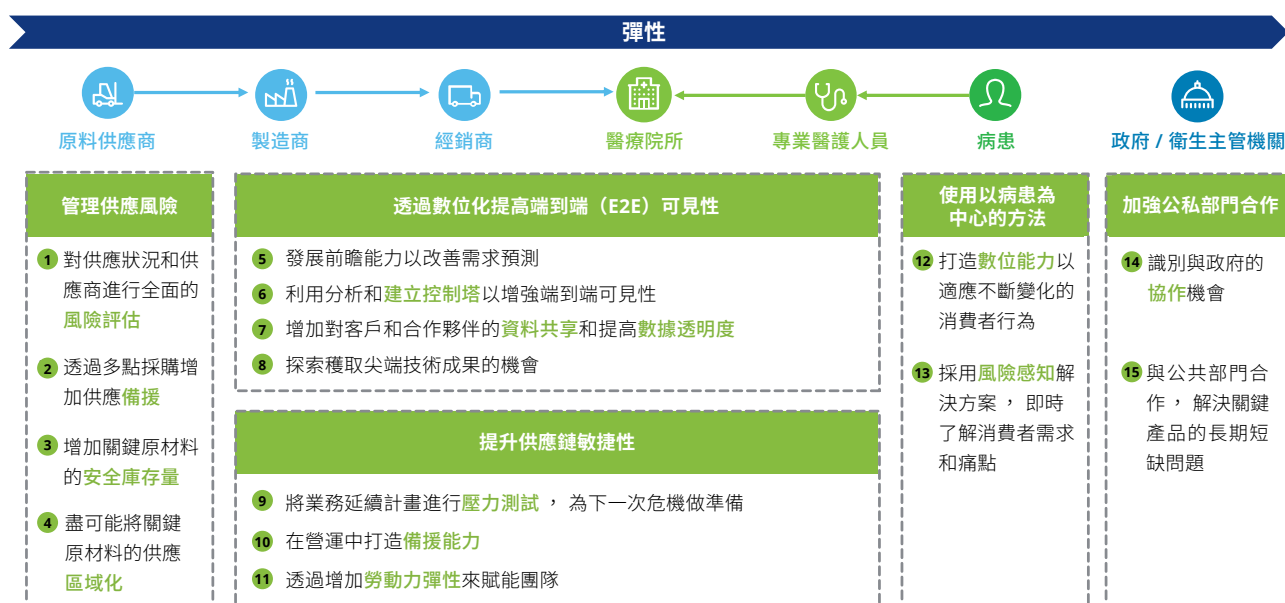 彈性
原料供應商
製造商
經銷商
醫療院所
專業醫護人員
病患
政府 / 衛生主管機關
管理供應風險
1 對供應狀況和供
應商進行全面的
風險評估
2 透過多點採購增
加供應備援
3 增加關鍵原材料
的安全庫存量
4 盡可能將關鍵
原材料的供應
區域化
透過數位化提高端到端（E2E）可見性
5 發展前瞻能力以改善需求預測
6 利用分析和建立控制塔以增強端到端可見性
7 增加對客戶和合作夥伴的資料共享和提高數據透明度
8 探索穫取尖端技術成果的機會
提升供應鏈敏捷性
9 將業務延續計畫進行壓力測試， 為下一次危機做準備
10 在營運中打造備援能力
11 透過增加勞動力彈性來賦能團隊
使用以病患為
中心的方法
12 打造數位能力以
適應不斷變化的
消費者行為
13 採用風險感知解
決方案， 即時
了解消費者需求
和痛點
加強公私部門合作
14 識別與政府的
協作機會
15 與公共部門合
作， 解決關鍵
產品的長期短
缺問題